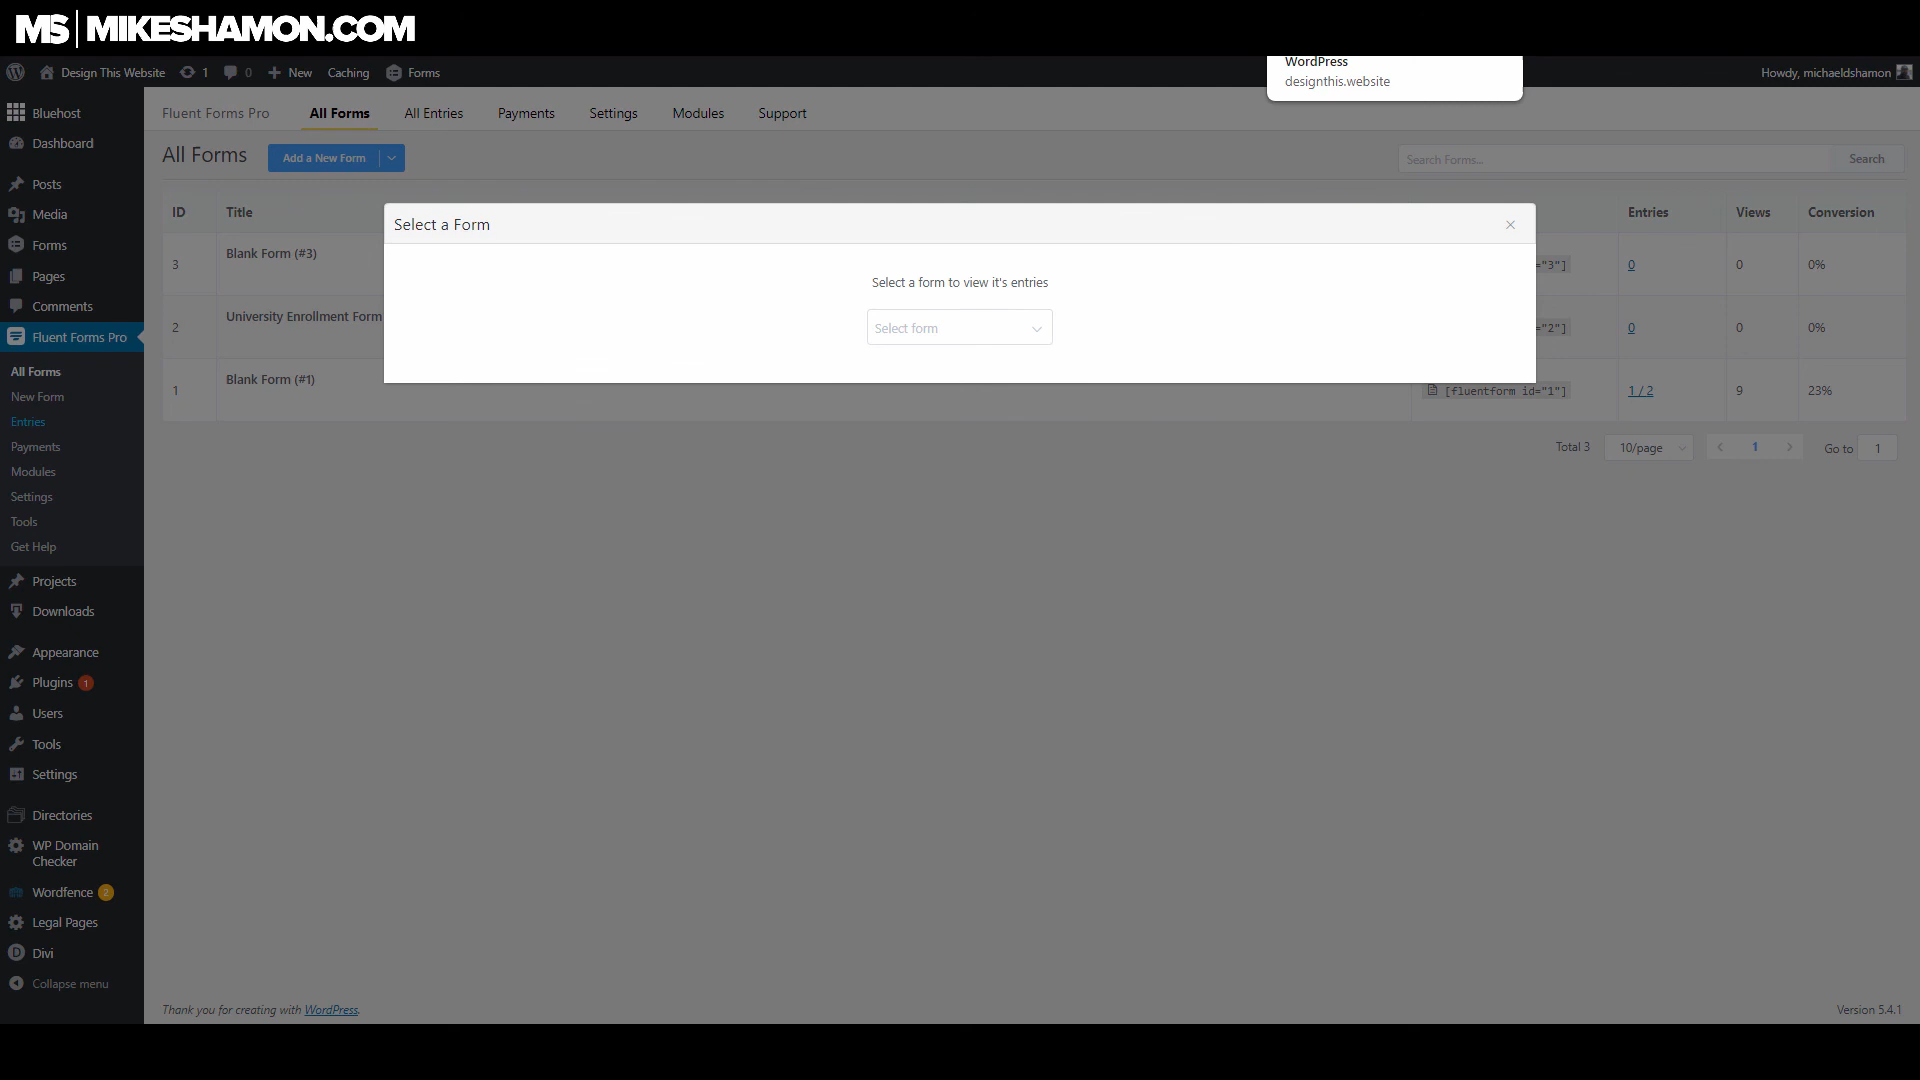 MS | MIKESHAMON.COM
Design This Website 1 0 New Caching Forms
WordPress
designthis.website
Howdy, michaeldshamon
Bluehost
Dashboard
Posts
Media
Forms
Pages
Comments
Fluent Forms Pro
All Forms
New Form
Entries
Payments
Modules
Settings
Tools
Get Help
Projects
Downloads
Appearance
Plugins 1
Users
Tools
Settings
Directories
WP Domain
Checker
Wordfence 2
Legal Pages
Divi
Collapse menu
Fluent Forms Pro All Forms All Entries Payments Settings Modules Support
All Forms Add a New Form
Search Forms... Search
ID Title Entries Views Conversion
3 Blank Form (#3) ="3"] 0 0 0%
2 University Enrollment Form ="2"] 0 0 0%
1 Blank Form (#1) [fluentform id="1"] 1 / 2 9 23%
Select a Form
Select a form to view it's entries
Select form
Total 3 10/page 1 Go to 1
Thank you for creating with WordPress.
Version 5.4.1